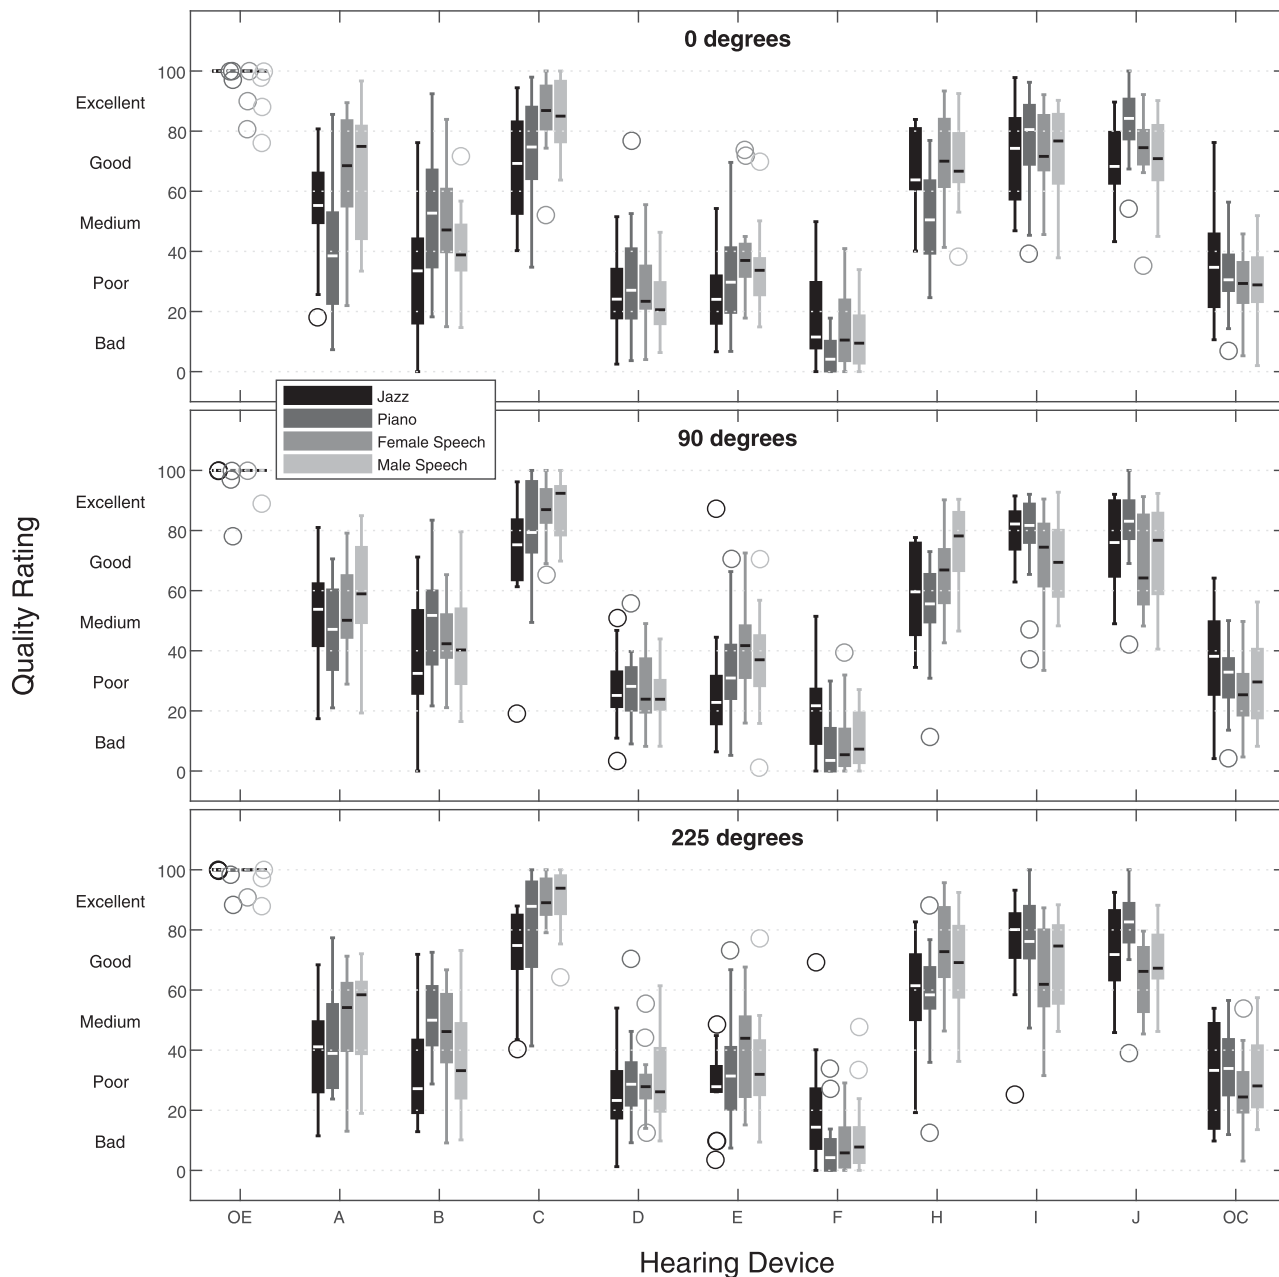 0 degrees
100
Excellent
80
Good
60
Medium
40
Poor
20
Bad
0
Jazz
Piano
Female Speech
Male Speech
90 degrees
100
Excellent
80
Good
60
Medium
40
Poor
20
Bad
0
Quality Rating
225 degrees
100
Excellent
80
Good
60
Medium
40
Poor
20
Bad
0
OE A B C D E F H I J OC
Hearing Device